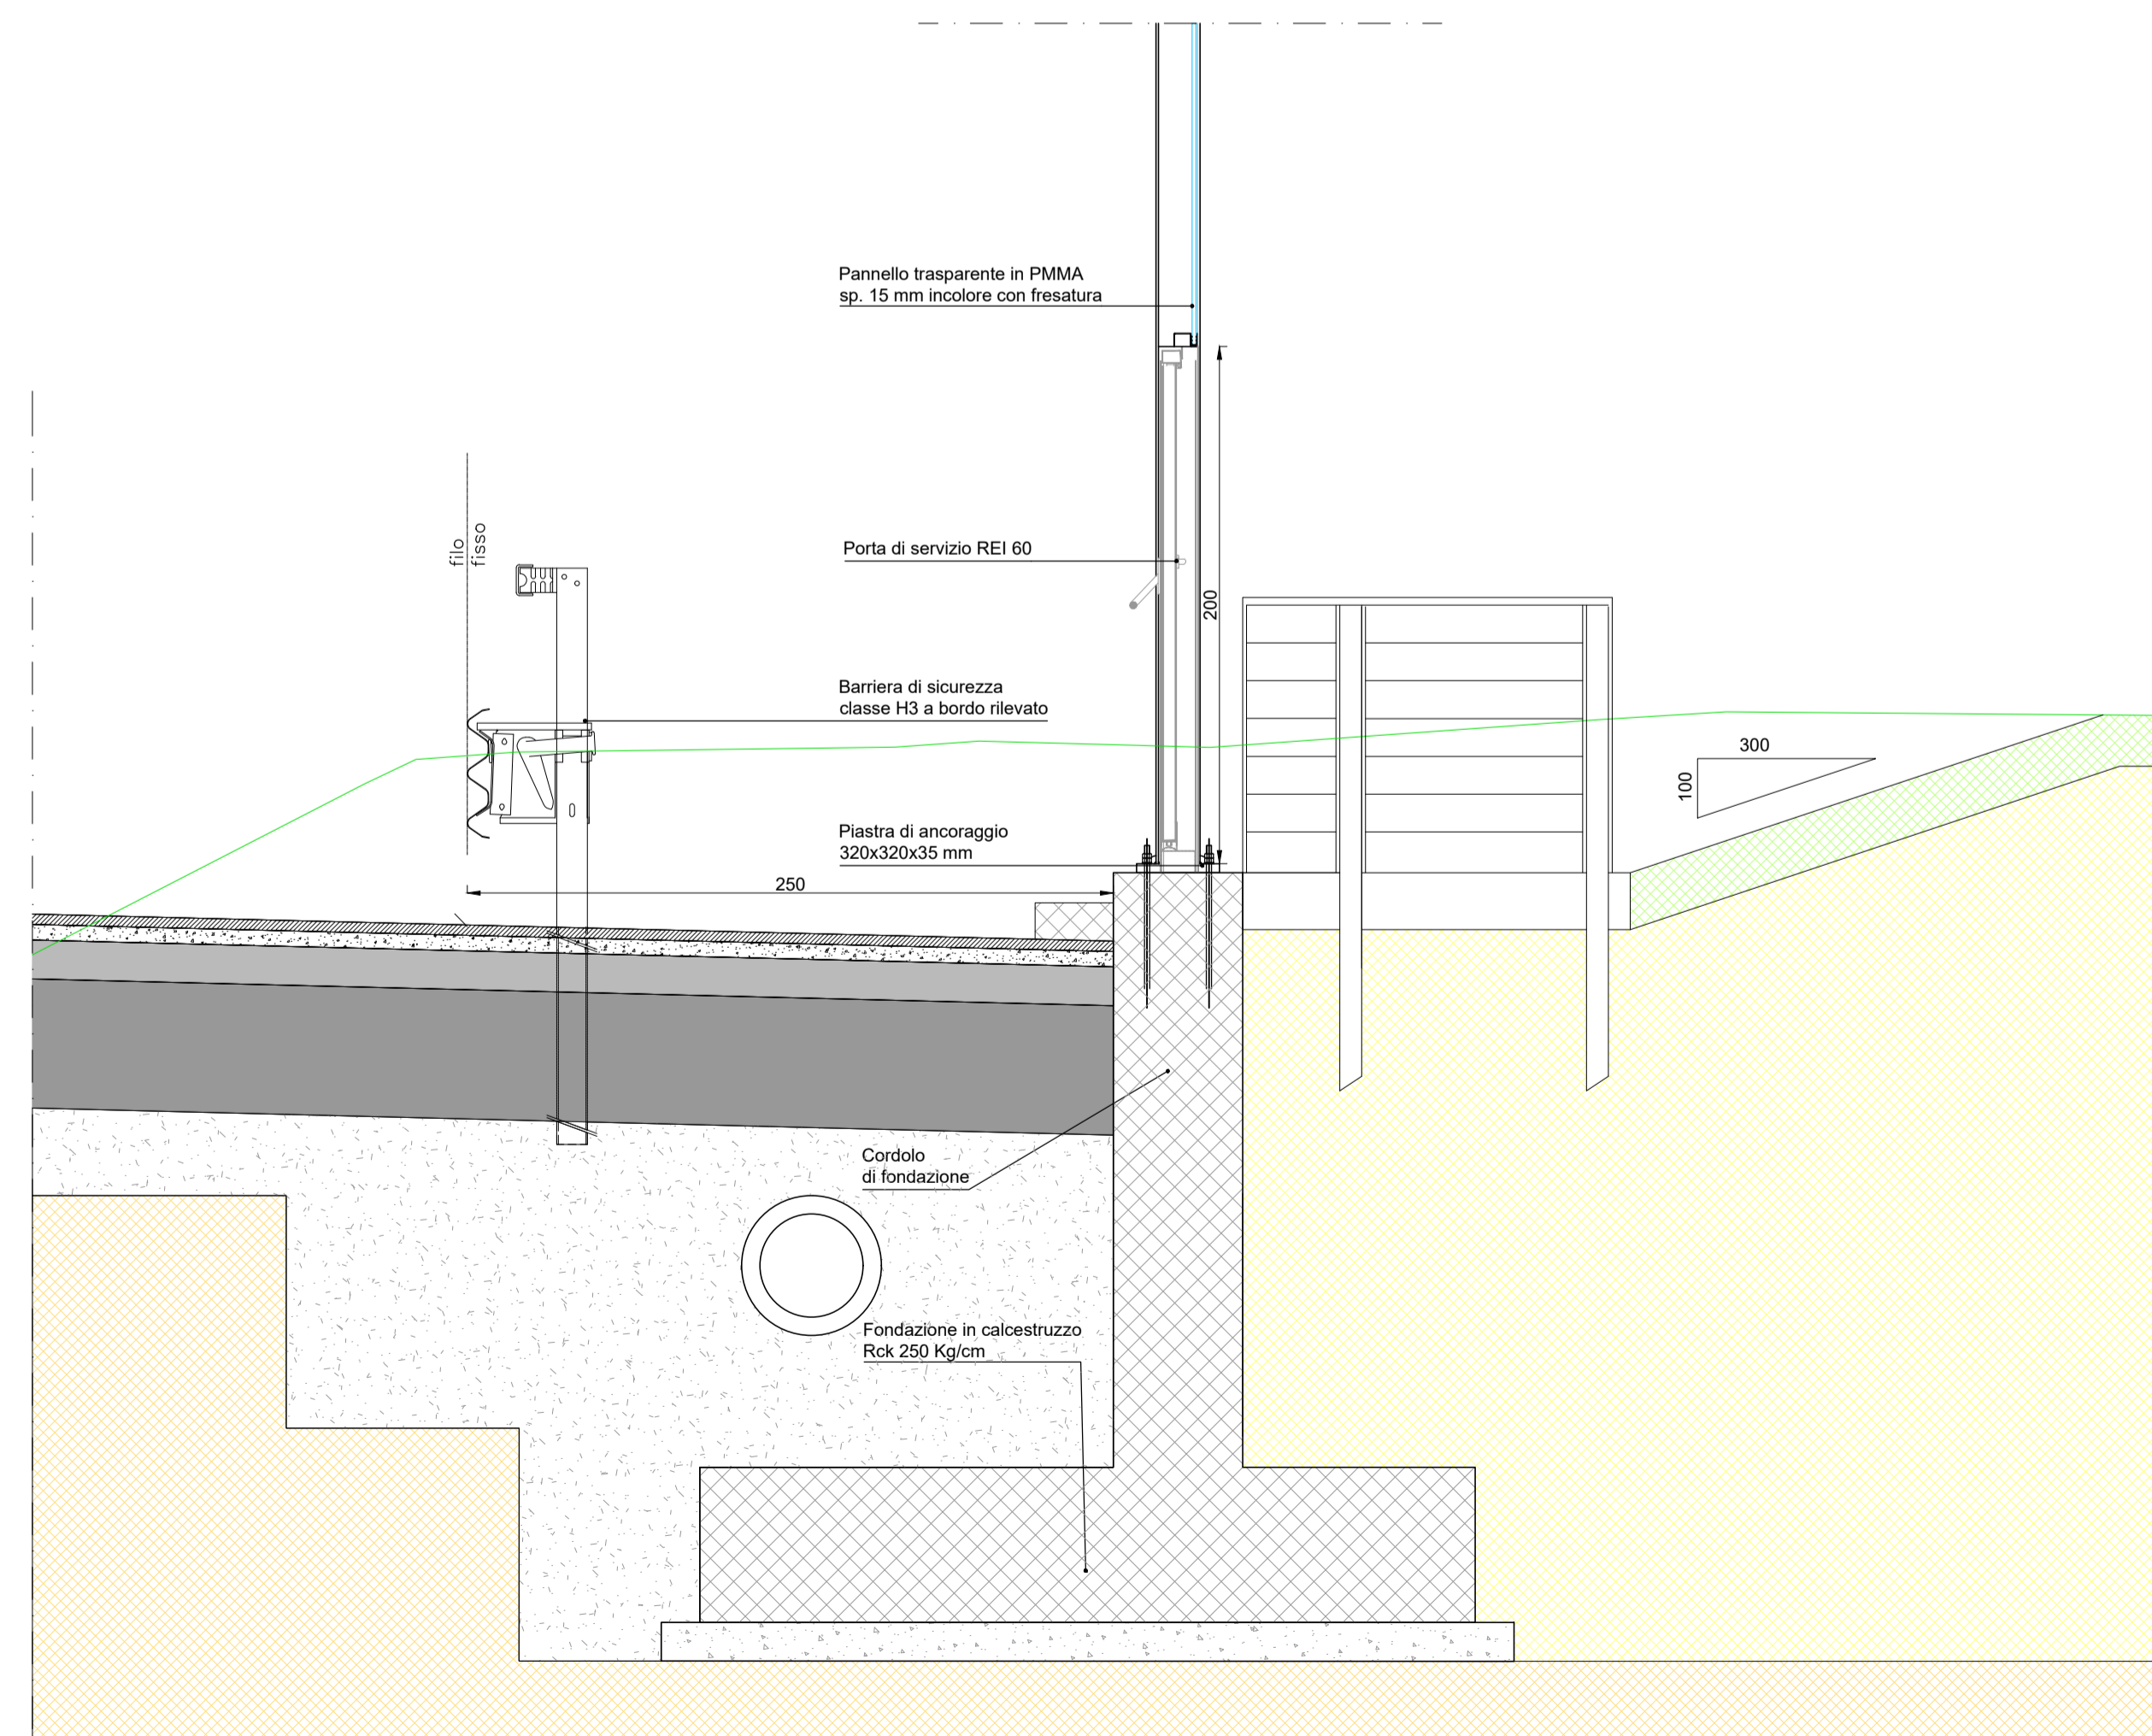 Pannello trasparente in PMMA
sp. 15 mm incolore con fresatura
filo
fisso
Porta di servizio REI 60
200
Barriera di sicurezza
classe H3 a bordo rilevato
300
100
Piastra di ancoraggio
320x320x35 mm
250
Cordolo
di fondazione
Fondazione in calcestruzzo
Rck 250 Kg/cm